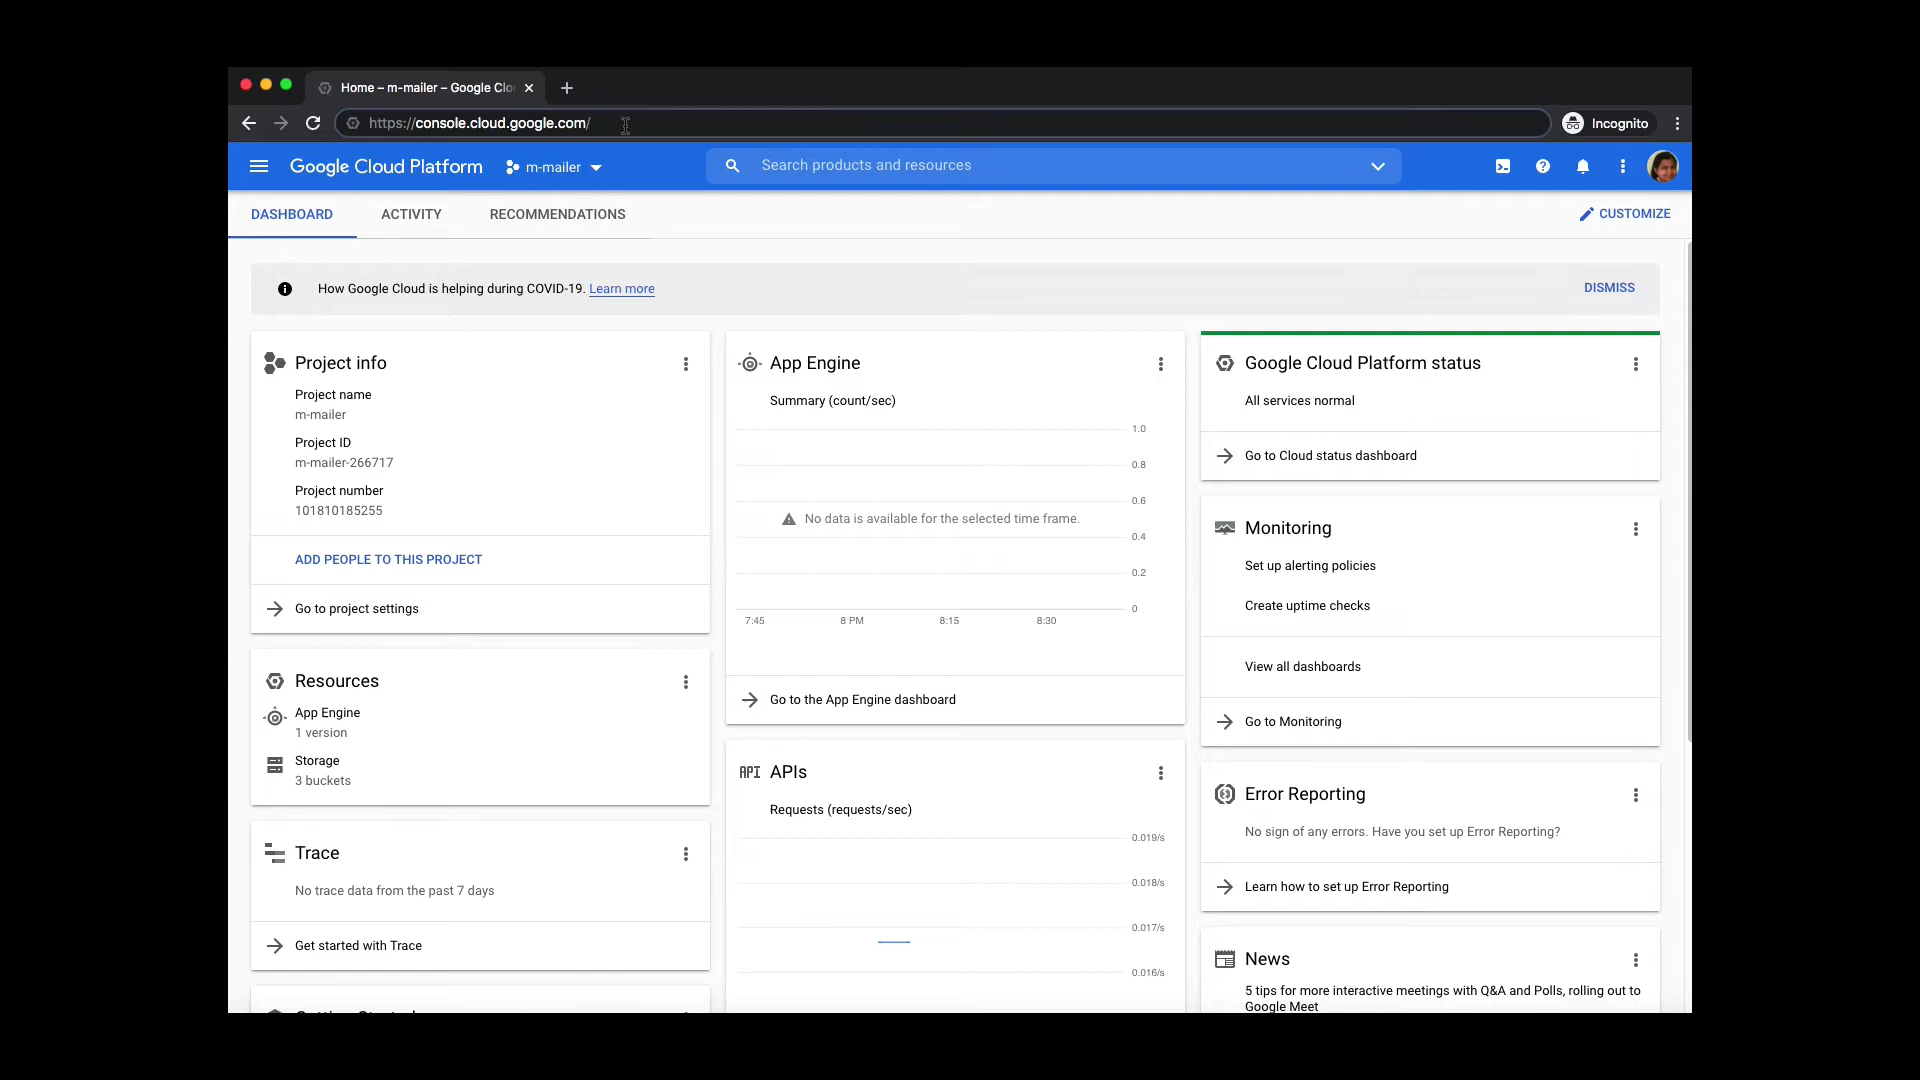 Home – m-mailer – Google Clo
https://console.cloud.google.com/
Incognito
Google Cloud Platform
m-mailer
Search products and resources
DASHBOARD
ACTIVITY
RECOMMENDATIONS
CUSTOMIZE
How Google Cloud is helping during COVID-19. Learn more
DISMISS
Project info
Project name
m-mailer
Project ID
m-mailer-266717
Project number
101810185255
ADD PEOPLE TO THIS PROJECT
Go to project settings
Resources
App Engine
1 version
Storage
3 buckets
Trace
No trace data from the past 7 days
Get started with Trace
App Engine
Summary (count/sec)
1.0
0.8
0.6
No data is available for the selected time frame.
0.4
0.2
0
7:45
8 PM
8:15
8:30
Go to the App Engine dashboard
API
APIs
Requests (requests/sec)
0.019/s
0.018/s
0.017/s
0.016/s
Google Cloud Platform status
All services normal
Go to Cloud status dashboard
Monitoring
Set up alerting policies
Create uptime checks
View all dashboards
Go to Monitoring
Error Reporting
No sign of any errors. Have you set up Error Reporting?
Learn how to set up Error Reporting
News
5 tips for more interactive meetings with Q&A and Polls, rolling out to
Google Meet